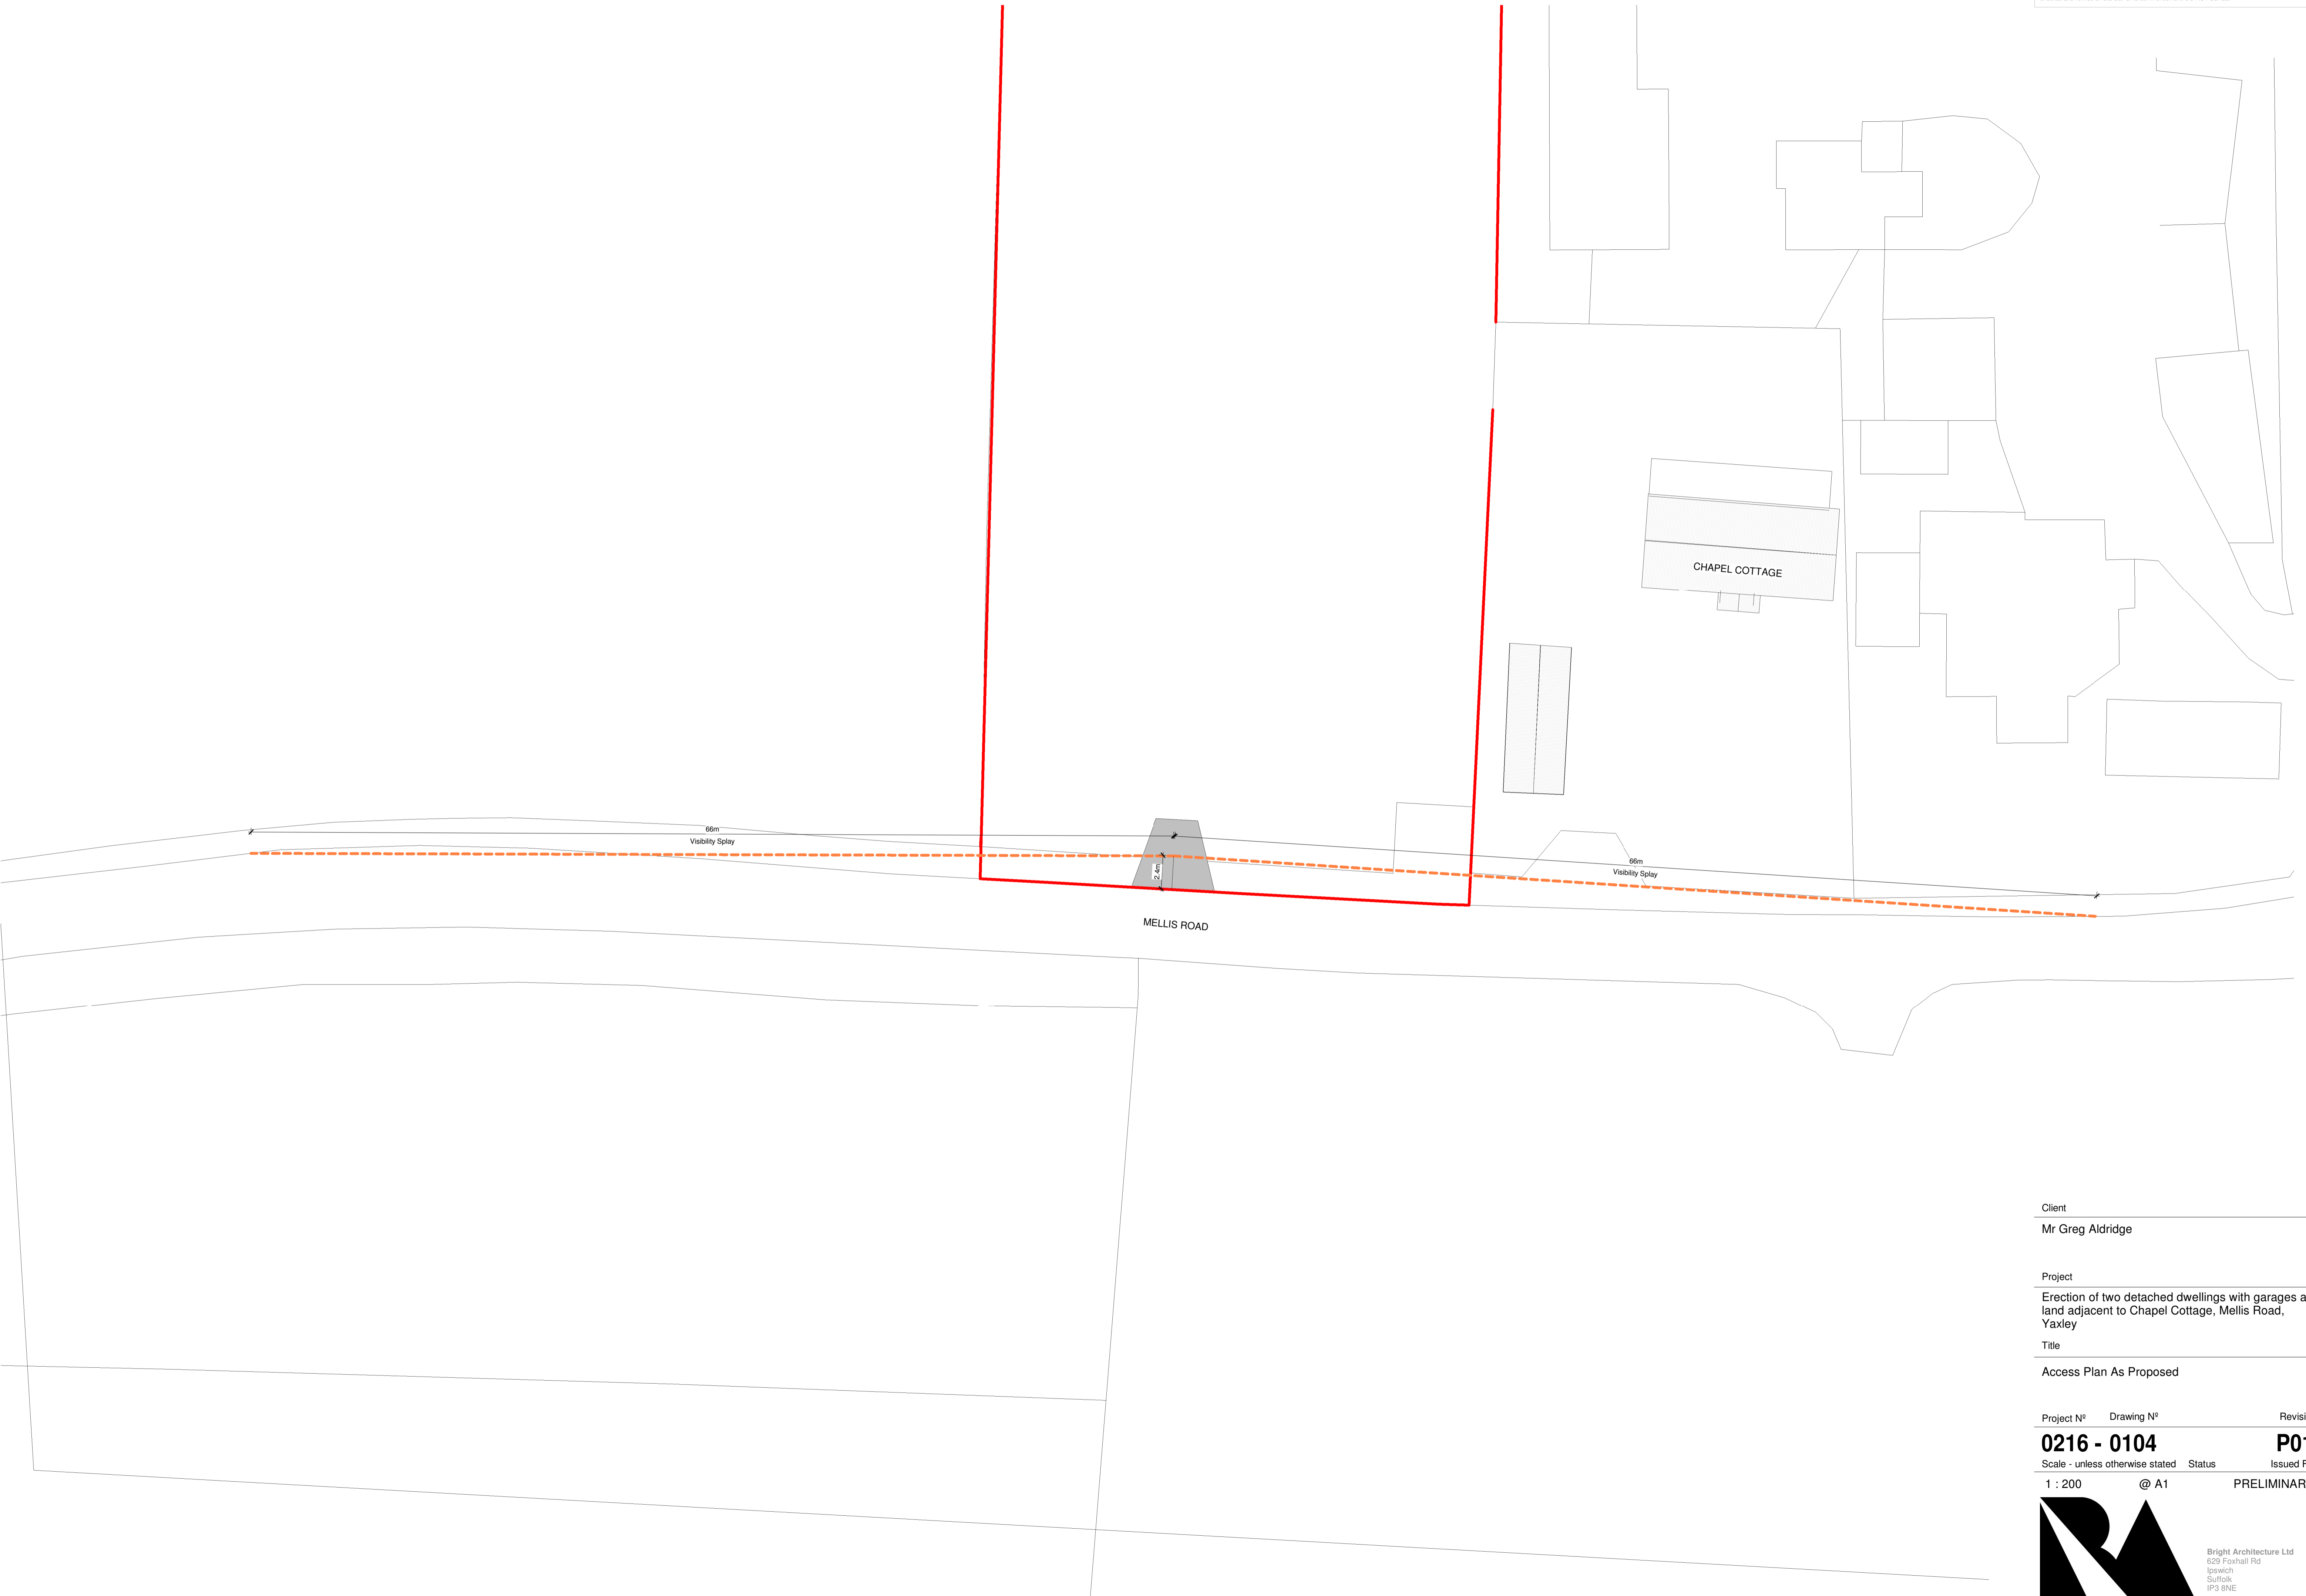 CHAPEL COTTAGE
66m
Visibility Splay
66m
Visibility Splay
2.4m
MELLIS ROAD
Client
Mr Greg Aldridge
Project
Erection of two detached dwellings with garages
land adjacent to Chapel Cottage, Mellis Road,
Yaxley
Title
Access Plan As Proposed
Project Nº Drawing Nº
0216 - 0104
Scale - unless otherwise stated Status Issued
1 : 200 @ A1
Bright Architecture Ltd
629 Foxhall Rd
Ipswich
Suffolk
IP3 8NE